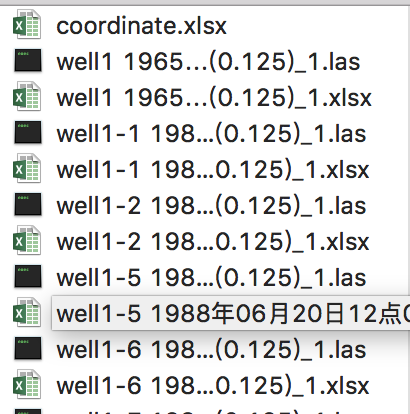 coordinate.xlsx
well1 1965...(0.125)_1.las
well1 1965...(0.125)_1.xlsx
well1-1 198...(0.125)_1.las
well1-1 198...0.125)_1.xlsx
well1-2 198...(0.125)_1.las
well1-2 198...0.125)_1.xlsx
well1-5 198...(0.125)_1.las
well1-5 1988年06月20日12点0
well1-6 198...(0.125)_1.las
well1-6 198...0.125)_1.xlsx